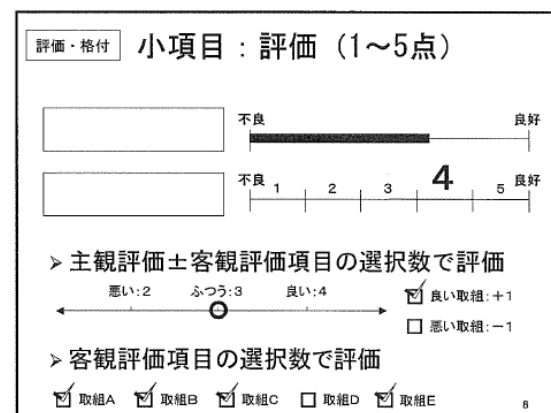 評価・格付
小項目：評価（1～5点）
不良 良好
不良 1 2 3 4 5 良好
➢ 主観評価±客観評価項目の選択数で評価
悪い：2 ふつう：3 良い：4
☑ 良い取組：＋1
☐ 悪い取組：－1
➢ 客観評価項目の選択数で評価
☑ 取組A ☑ 取組B ☑ 取組C ☐ 取組D ☑ 取組E
8